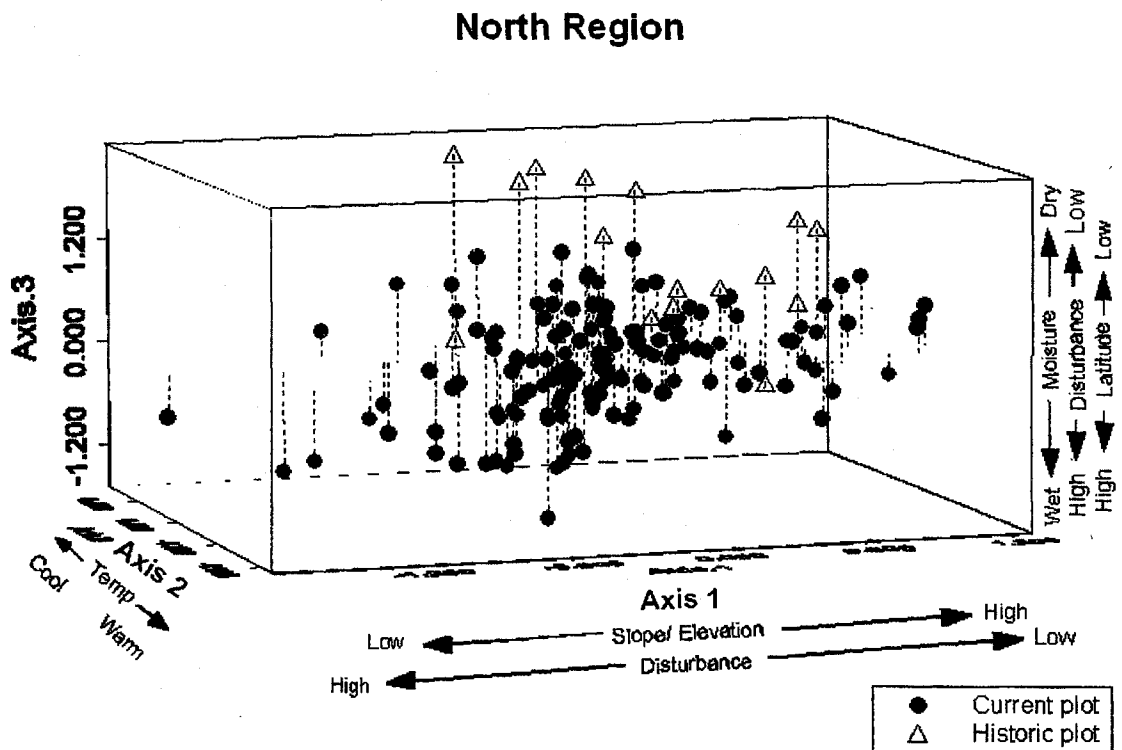 North Region
Axis.3
1.200
0.000
-1.200
Dry
Low
Low
Moisture
Disturbance
Latitude
Wet
High
High
Axis 2
Cool
Temp
Warm
Axis 1
Low
Slope/ Elevation
High
High
Disturbance
Low
Current plot
Historic plot